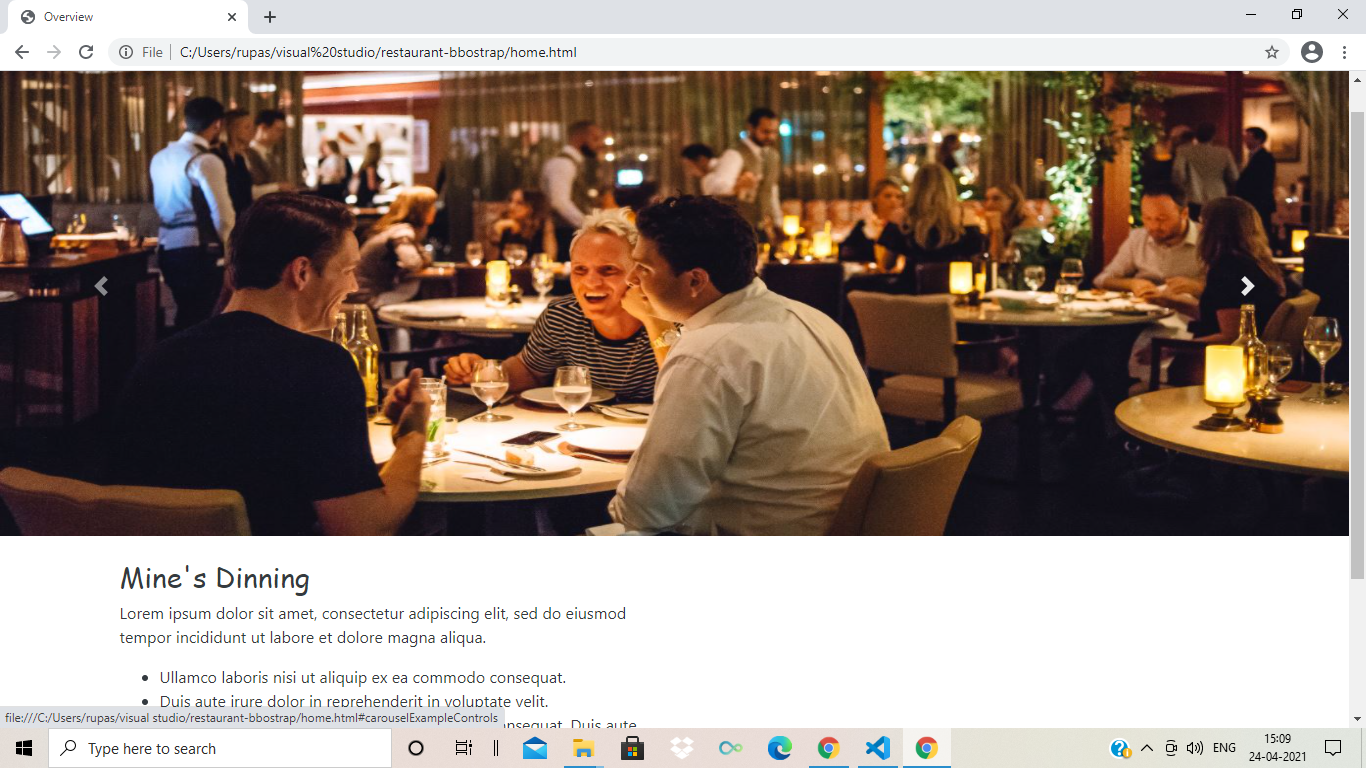 Overview
File
C:/Users/rupas/visual%20studio/restaurant-bbostrap/home.html
Mine's Dinning
Lorem ipsum dolor sit amet, consectetur adipiscing elit, sed do eiusmod
tempor incididunt ut labore et dolore magna aliqua.
Ullamco laboris nisi ut aliquip ex ea commodo consequat.
Duis aute irure dolor in reprehenderit in voluptate velit.
Duis aute
file:///C:/Users/rupas/visual studio/restaurant-bbostrap/home.html#carouselExampleControls
Type here to search
ENG
15:09
24-04-2021